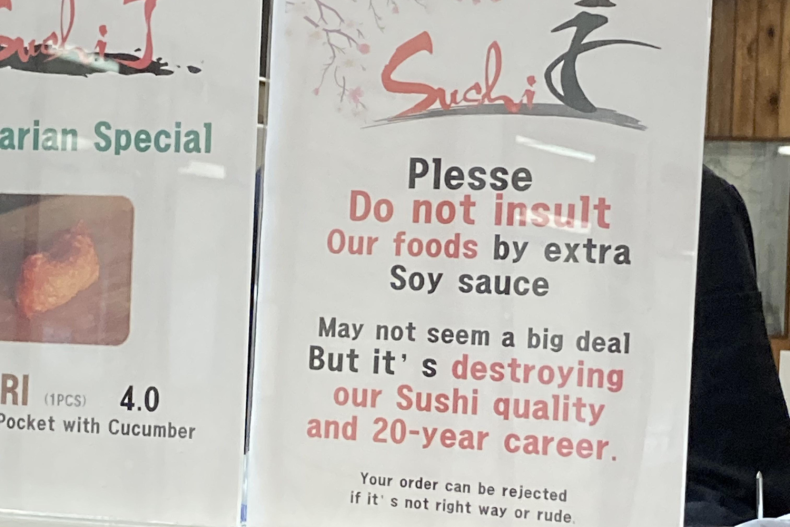 Sushi
arian Special
RI (1PCS) 4.0
Pocket with Cucumber
Sushi
Plesse
Do not insult
Our foods by extra
Soy sauce
May not seem a big deal
But it's destroying
our Sushi quality
and 20-year career.
Your order can be rejected
if it's not right way or rude.